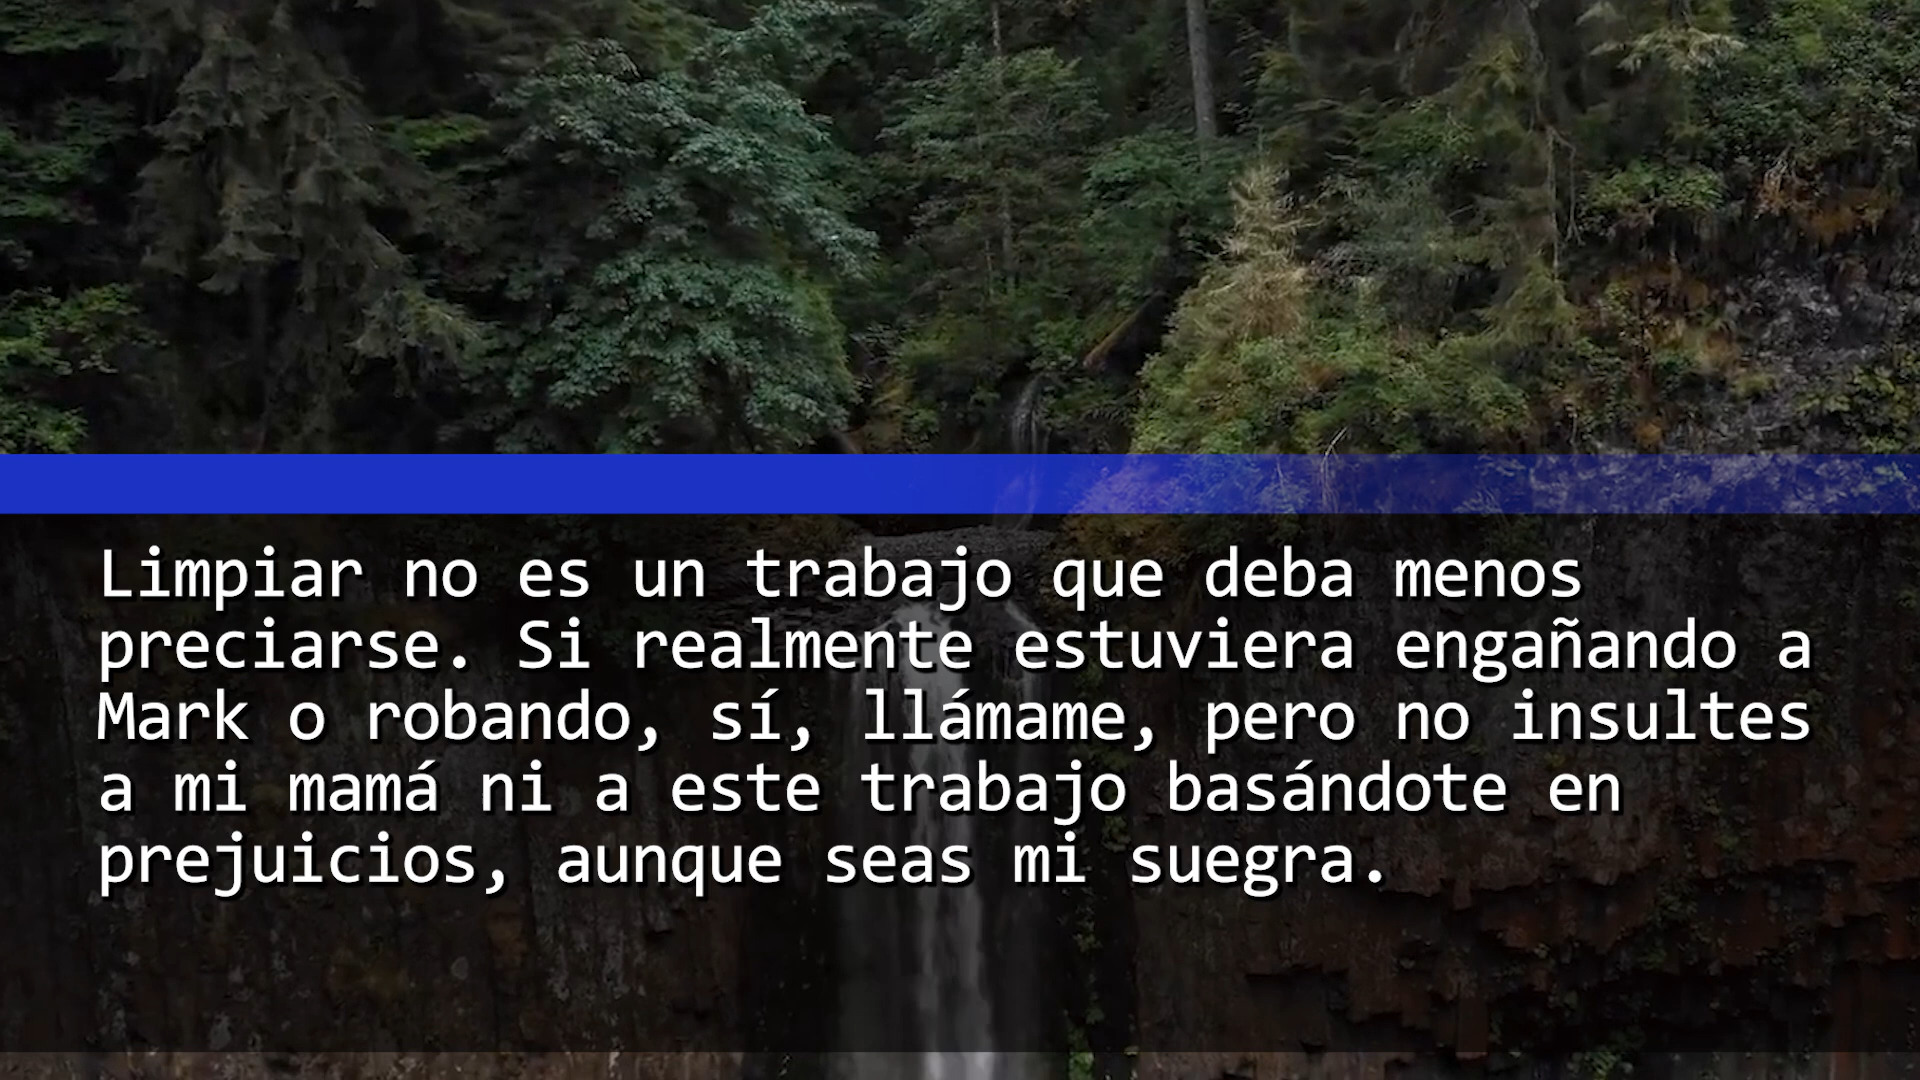 Limpiar no es un trabajo que deba menos
preciarse. Si realmente estuviera engañando a
Mark o robando, sí, llámame, pero no insultes
a mi mamá ni a este trabajo basándote en
prejuicios, aunque seas mi suegra.